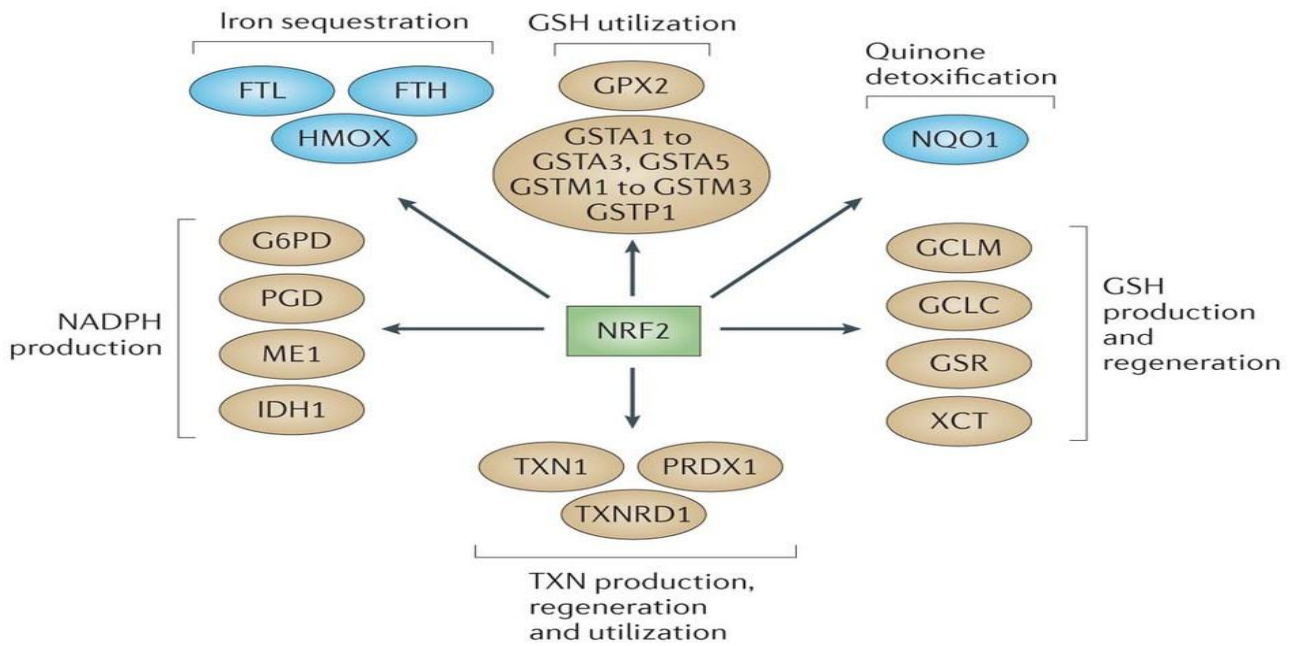 Iron sequestration
FTL
FTH
HMOX
GSH utilization
GPX2
GSTA1 to
GSTA3, GSTA5
GSTM1 to GSTM3
GSTP1
Quinone
detoxification
NQO1
NADPH
production
G6PD
PGD
ME1
IDH1
NRF2
GCLM
GCLC
GSR
XCT
GSH
production
and
regeneration
TXN1
PRDX1
TXNRD1
TXN production,
regeneration
and utilization